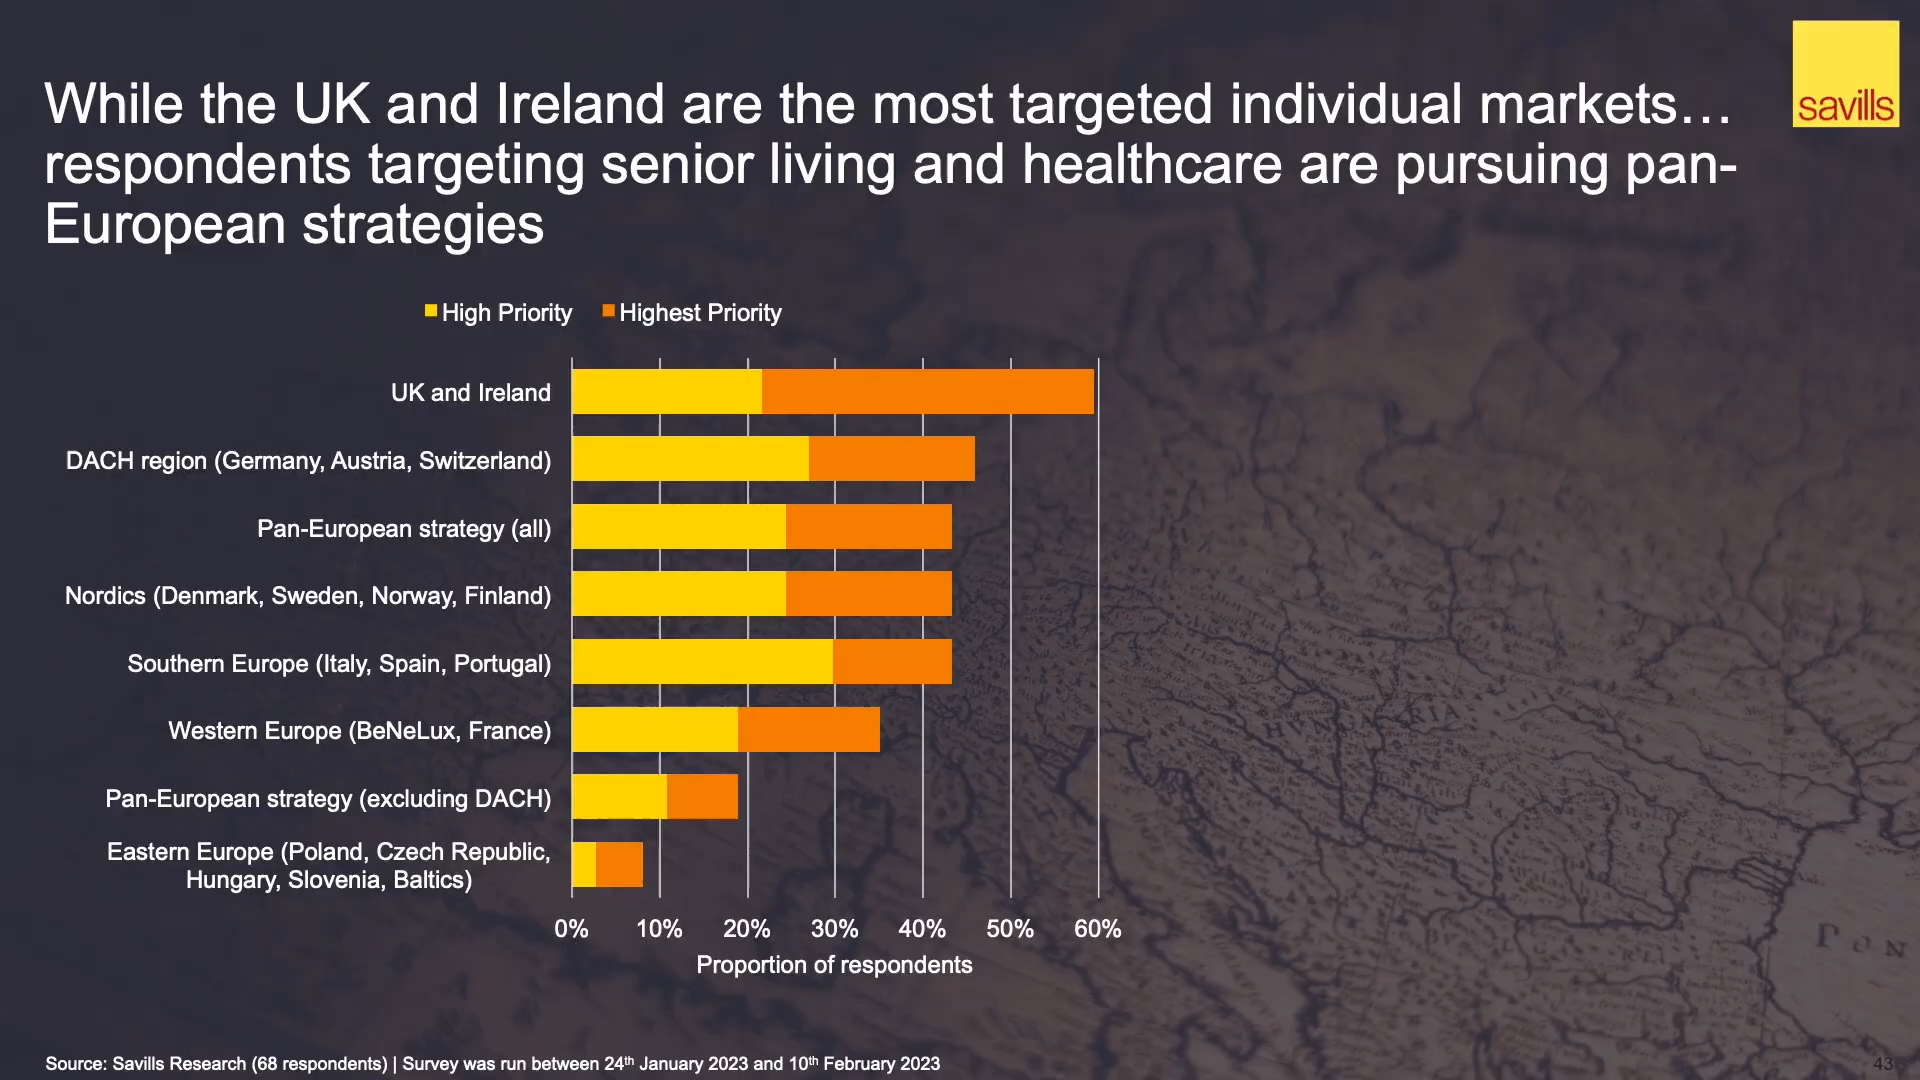 savills
While the UK and Ireland are the most targeted individual markets…
respondents targeting senior living and healthcare are pursuing pan-
European strategies
High Priority Highest Priority
UK and Ireland
DACH region (Germany, Austria, Switzerland)
Pan-European strategy (all)
Nordics (Denmark, Sweden, Norway, Finland)
Southern Europe (Italy, Spain, Portugal)
Western Europe (BeNeLux, France)
Pan-European strategy (excluding DACH)
Eastern Europe (Poland, Czech Republic,
Hungary, Slovenia, Baltics)
0% 10% 20% 30% 40% 50% 60%
Proportion of respondents
Source: Savills Research (68 respondents) | Survey was run between 24th January 2023 and 10th February 2023
43